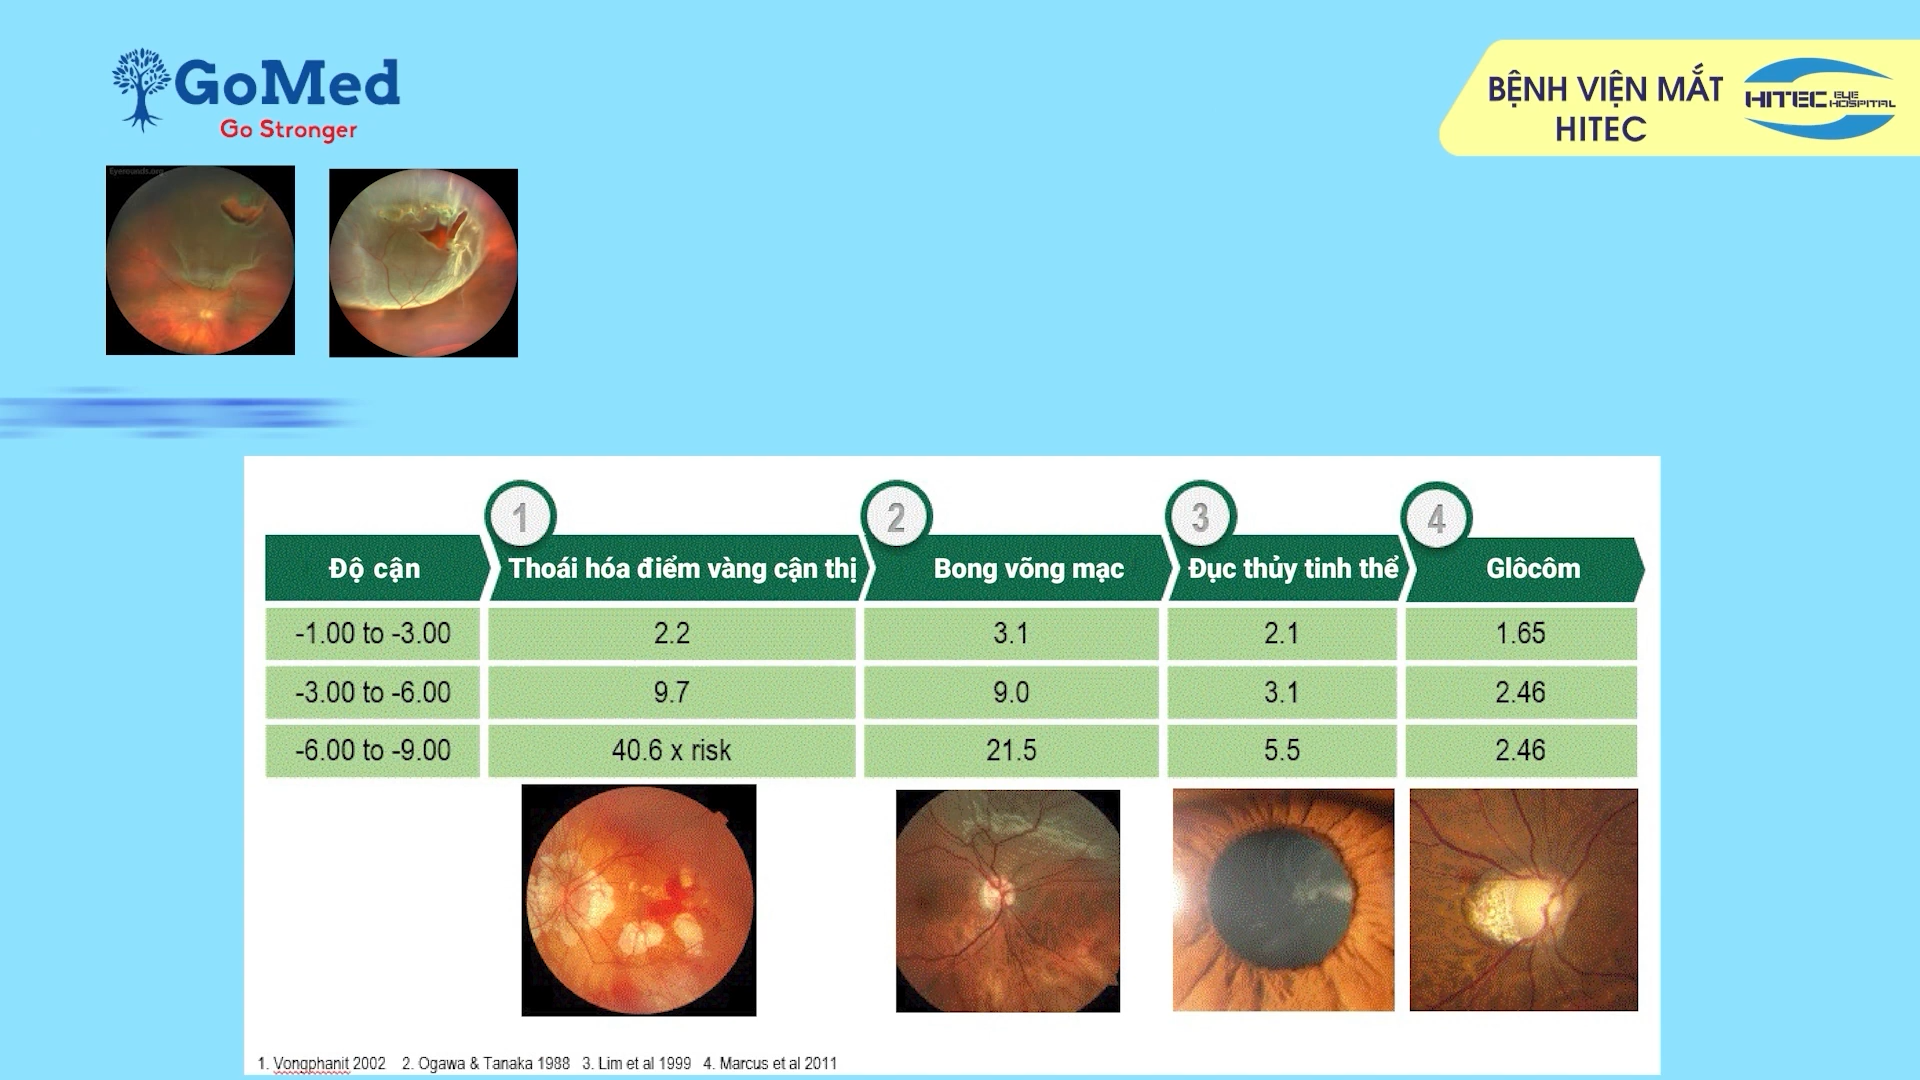 GoMed
Go Stronger
BỆNH VIỆN MẮT
HITEC
HITEC EYE HOSPITAL
Eyerounds.org
1
2
3
4
Độ cận
Thoái hóa điểm vàng cận thị
Bong võng mạc
Đục thủy tinh thể
Glôcôm
-1.00 to -3.00
2.2
3.1
2.1
1.65
-3.00 to -6.00
9.7
9.0
3.1
2.46
-6.00 to -9.00
40.6 x risk
21.5
5.5
2.46
1. Vongphanit 2002 2. Ogawa & Tanaka 1988 3. Lim et al 1999 4. Marcus et al 2011